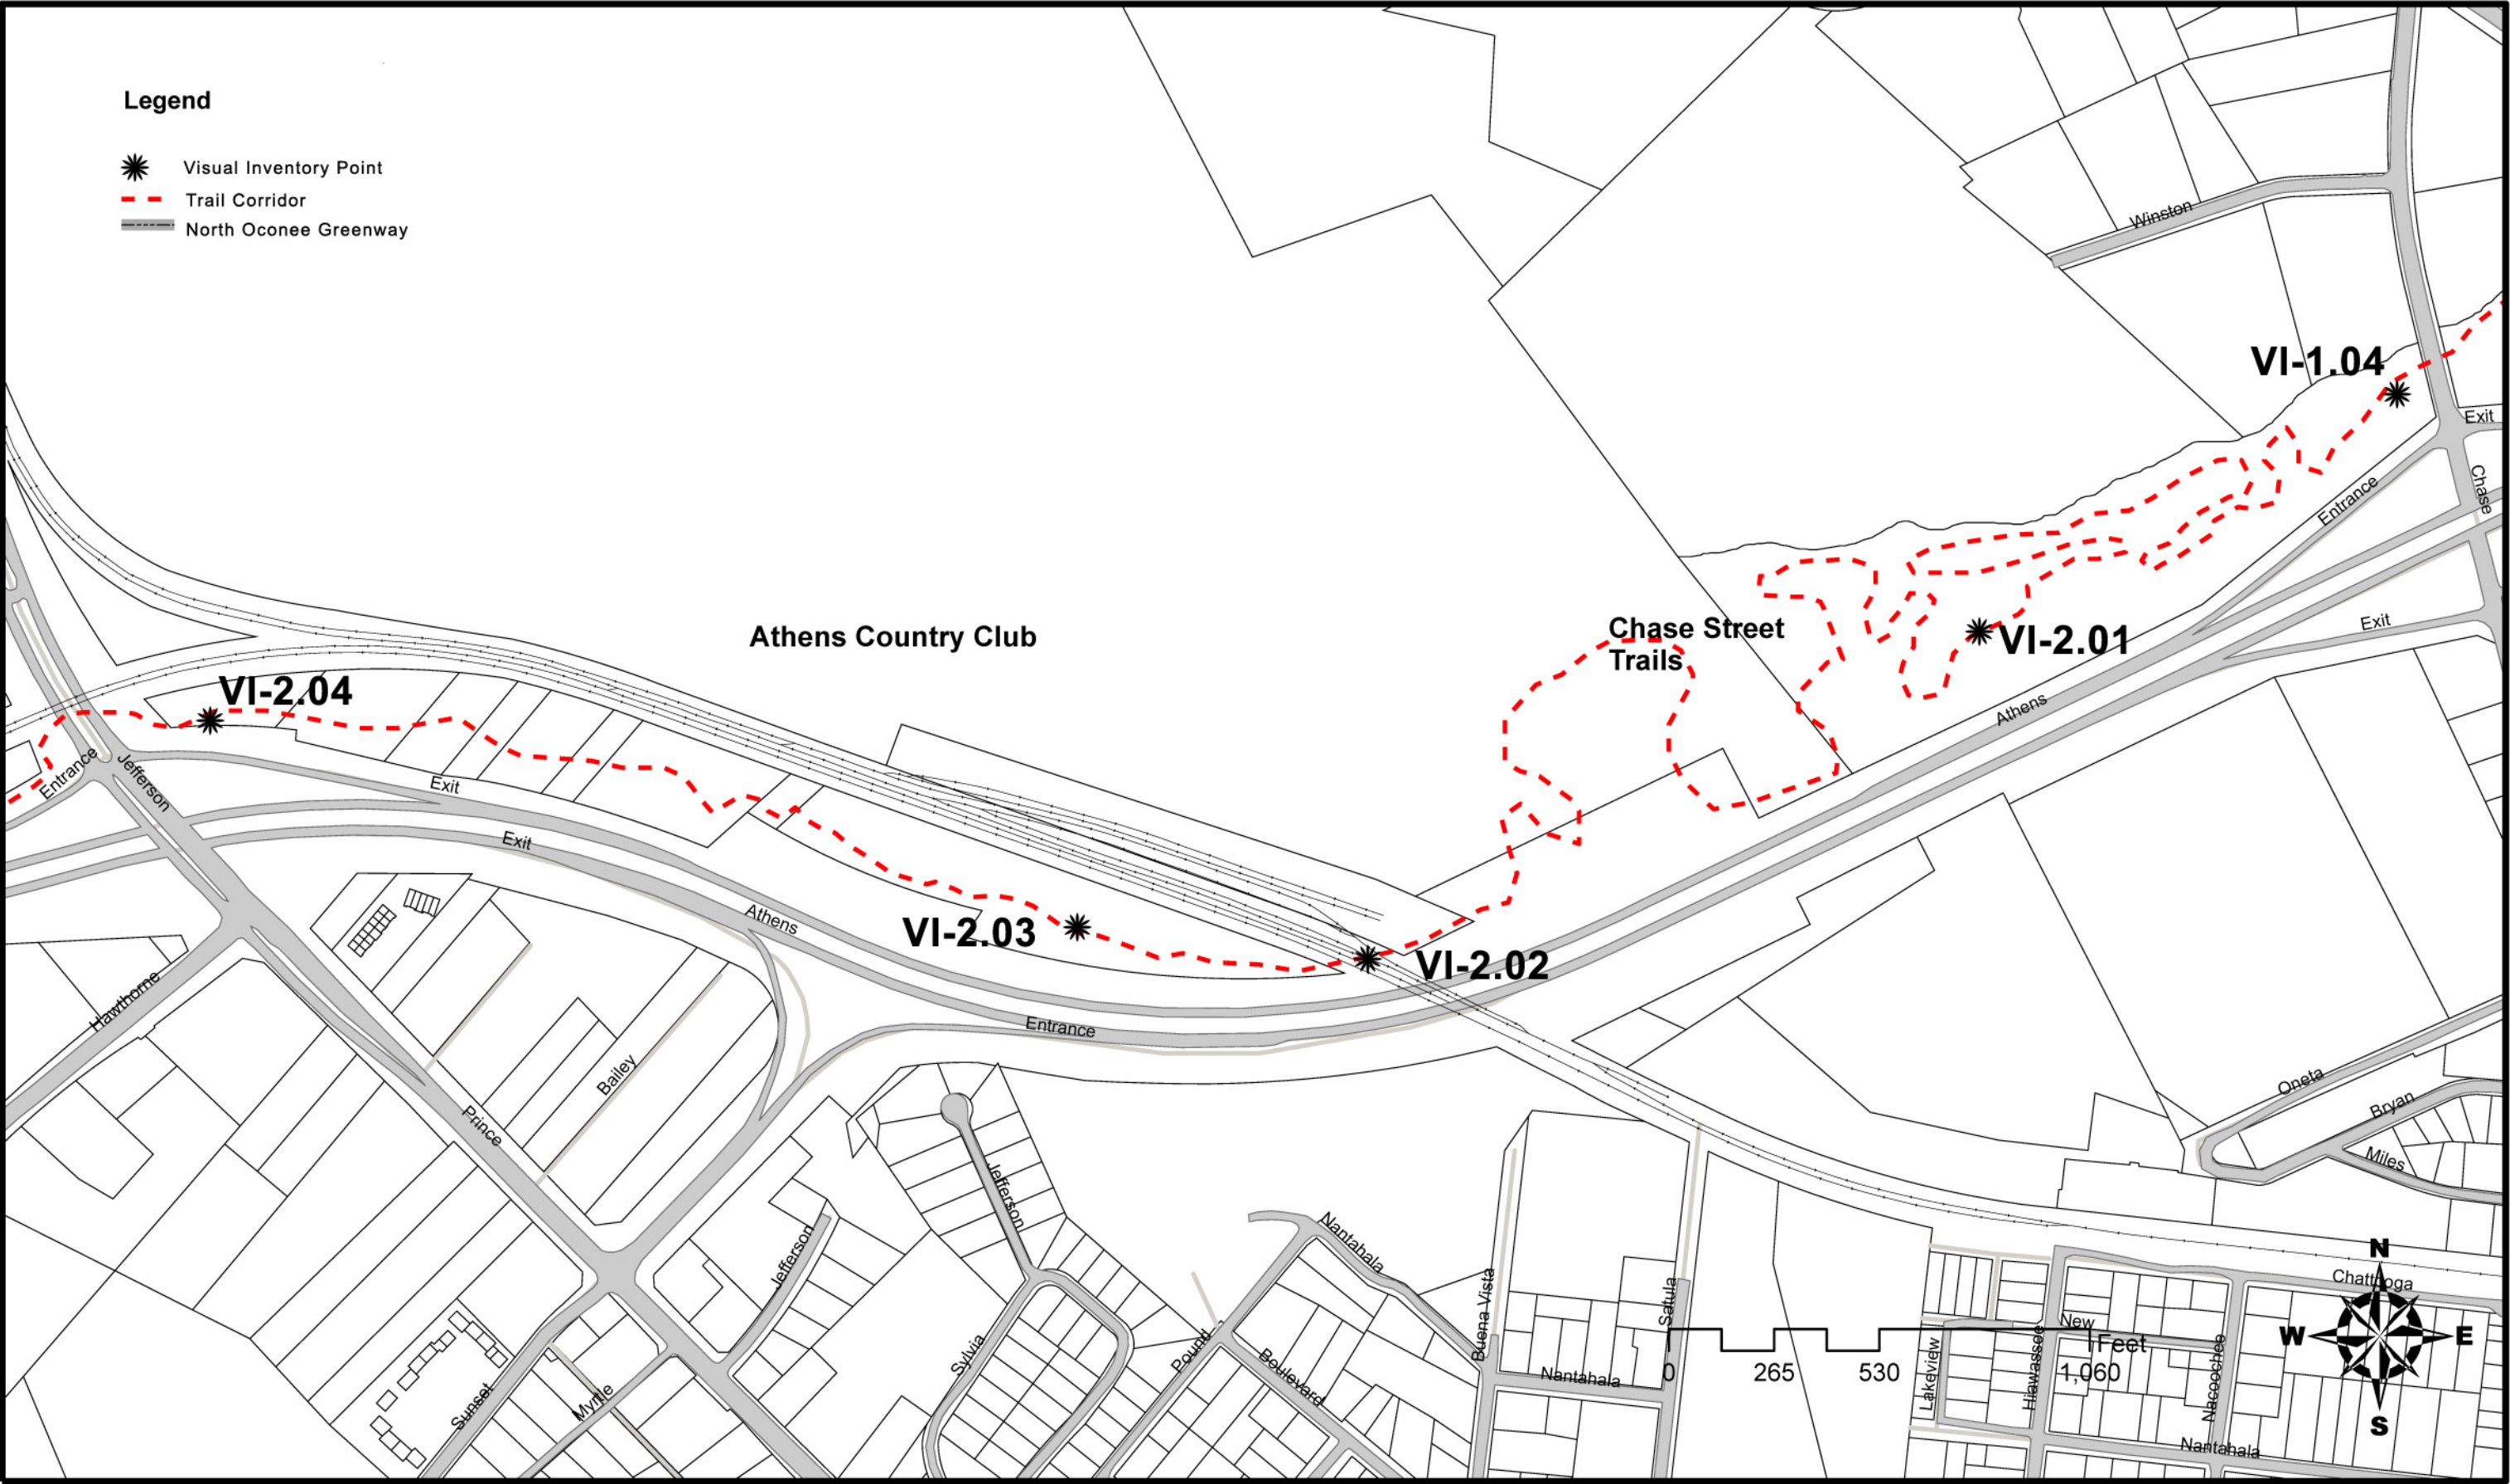 Legend
Visual Inventory Point
Trail Corridor
North Oconee Greenway
Winston
VI-1.04
Exit
Chase
Entrance
Chase Street
Trails
VI-2.01
Exit
Athens Country Club
VI-2.04
Athens
Entrance
Jefferson
Exit
Exit
Athens
VI-2.03
VI-2.02
Hawthorne
Entrance
Bailey
Prince
Oneta
Bryan
Miles
Jefferson
Jefferson
Nantahala
Buena Vista
Satula
Chattooga
New
Sylvia
Pound
Boulevard
Nantahala
Sunset
Myrtle
Lakeview
Hiawassee
Nacoochee
Nantahala
Feet
0 265 530 1,060
N
W E
S